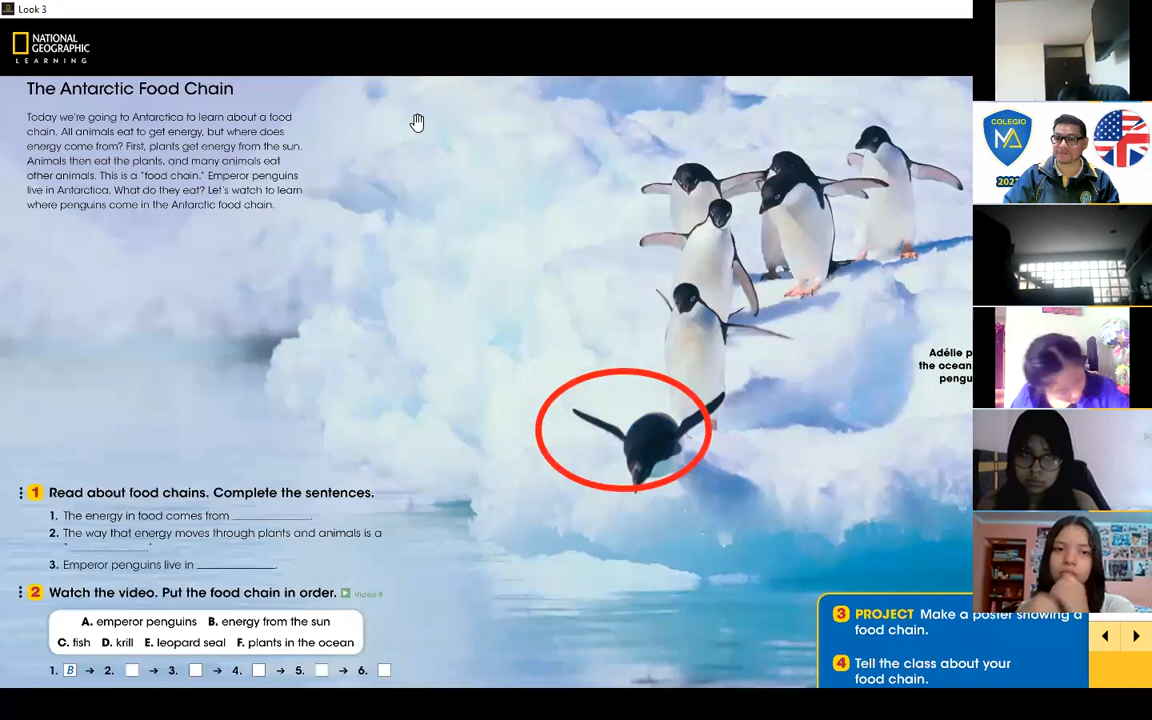 Look 3
NATIONAL
GEOGRAPHIC
LEARNING
The Antarctic Food Chain
Today we're going to Antarctica to learn about a food
chain. All animals eat to get energy, but where does
energy come from? First, plants get energy from the sun.
Animals then eat the plants, and many animals eat
other animals. This is a "food chain." Emperor penguins
live in Antarctica. What do they eat? Let's watch to learn
where penguins come in the Antarctic food chain.
Adélie p
the ocean
pengu
1 Read about food chains. Complete the sentences.
1. The energy in food comes from ____________.
2. The way that energy moves through plants and animals is a
"____________."
3. Emperor penguins live in ____________.
2 Watch the video. Put the food chain in order. Video 8
A. emperor penguins B. energy from the sun
C. fish D. krill E. leopard seal F. plants in the ocean
1. B → 2. → 3. → 4. → 5. → 6.
3 PROJECT Make a poster showing a
food chain.
4 Tell the class about your
food chain.
COLEGIO